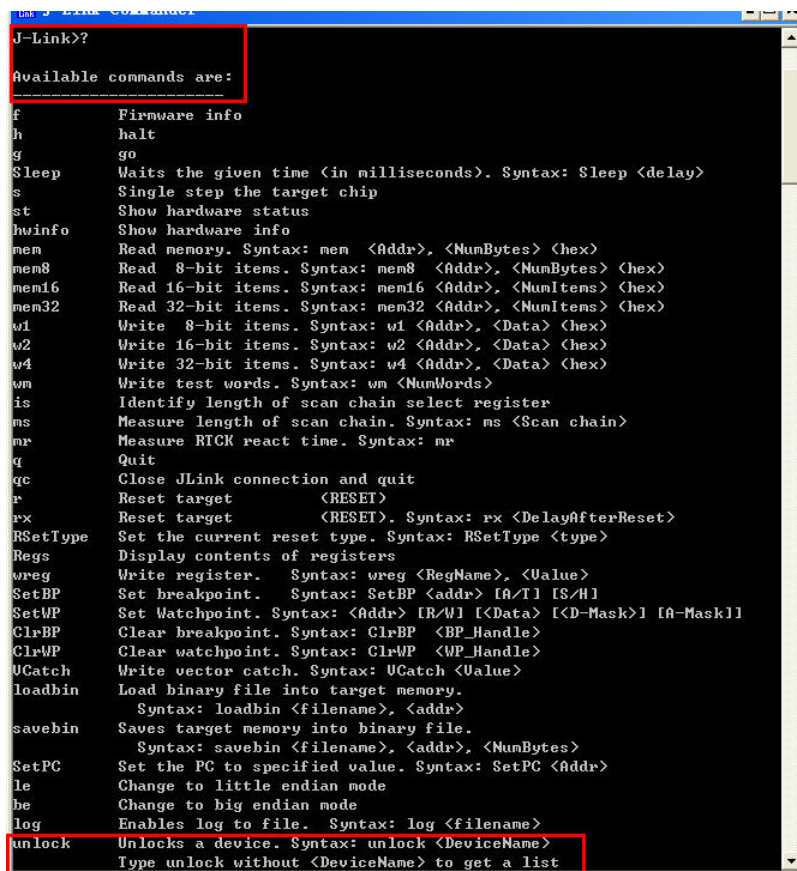 J-Link Commander
J-Link>?
Available commands are:
----------------------
f Firmware info
h halt
g go
Sleep Waits the given time (in milliseconds). Syntax: Sleep <delay>
s Single step the target chip
st Show hardware status
hwinfo Show hardware info
mem Read memory. Syntax: mem <Addr>, <NumBytes> (hex)
mem8 Read 8-bit items. Syntax: mem8 <Addr>, <NumBytes> (hex)
mem16 Read 16-bit items. Syntax: mem16 <Addr>, <NumItems> (hex)
mem32 Read 32-bit items. Syntax: mem32 <Addr>, <NumItems> (hex)
w1 Write 8-bit items. Syntax: w1 <Addr>, <Data> (hex)
w2 Write 16-bit items. Syntax: w2 <Addr>, <Data> (hex)
w4 Write 32-bit items. Syntax: w4 <Addr>, <Data> (hex)
wm Write test words. Syntax: wm <NumWords>
is Identify length of scan chain select register
ms Measure length of scan chain. Syntax: ms <Scan chain>
mr Measure RTCK react time. Syntax: mr
q Quit
qc Close JLink connection and quit
r Reset target (RESET)
rx Reset target (RESET). Syntax: rx <DelayAfterReset>
RSetType Set the current reset type. Syntax: RSetType <type>
Regs Display contents of registers
wreg Write register. Syntax: wreg <RegName>, <Value>
SetBP Set breakpoint. Syntax: SetBP <addr> [A/T] [S/H]
SetWP Set Watchpoint. Syntax: <Addr> [R/W] [<Data> [<D-Mask>] [A-Mask]]
ClrBP Clear breakpoint. Syntax: ClrBP <BP_Handle>
ClrWP Clear watchpoint. Syntax: ClrWP <WP_Handle>
VCatch Write vector catch. Syntax: VCatch <Value>
loadbin Load binary file into target memory.
Syntax: loadbin <filename>, <addr>
savebin Saves target memory into binary file.
Syntax: savebin <filename>, <addr>, <NumBytes>
SetPC Set the PC to specified value. Syntax: SetPC <Addr>
le Change to little endian mode
be Change to big endian mode
log Enables log to file. Syntax: log <filename>
unlock Unlocks a device. Syntax: unlock <DeviceName>
Type unlock without <DeviceName> to get a list